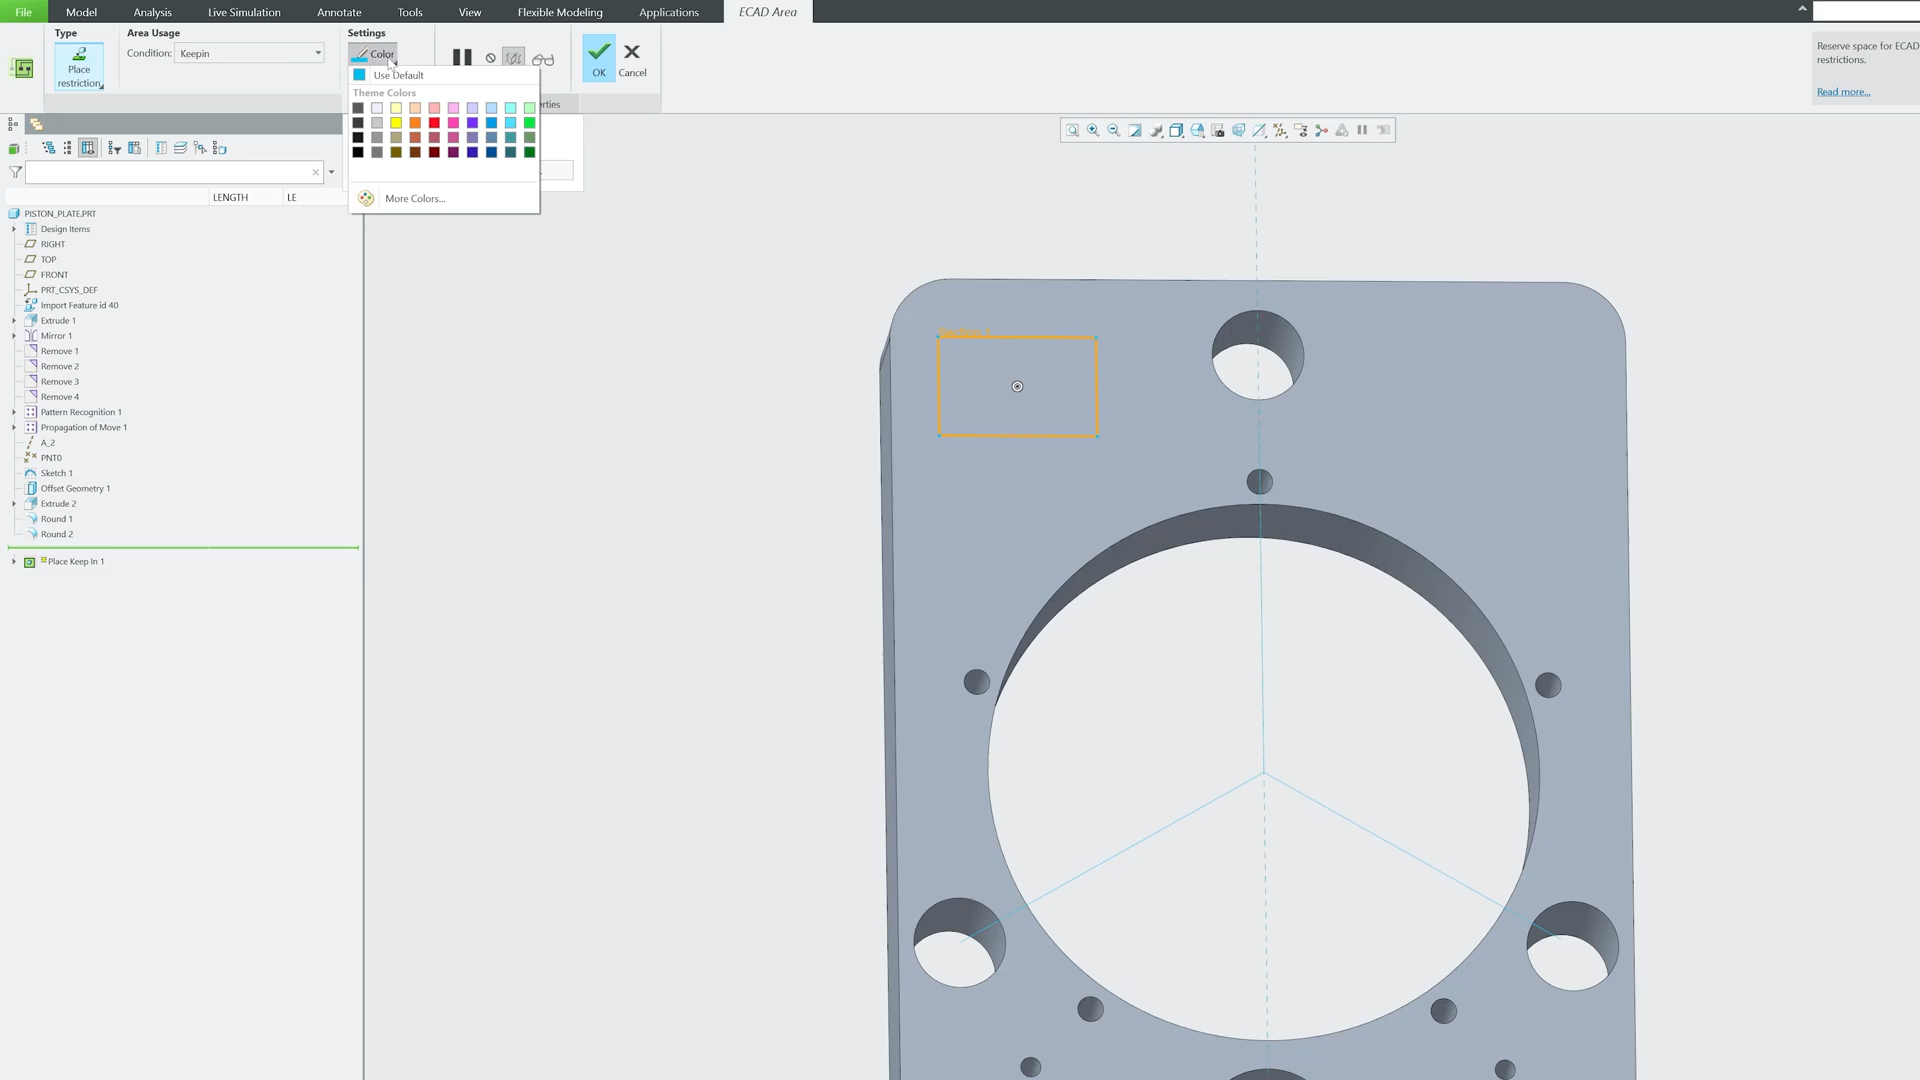 File Model Analysis Live Simulation Annotate Tools View Flexible Modeling Applications ECAD Area
Type Area Usage Settings
Place restriction
Condition: Keepin
Color
OK Cancel
Reserve space for ECAD
restrictions.
Read more...
Use Default
Theme Colors
erties
More Colors...
LENGTH LE
PISTON_PLATE.PRT
Design Items
RIGHT
TOP
FRONT
PRT_CSYS_DEF
Import Feature id 40
Extrude 1
Mirror 1
Remove 1
Remove 2
Remove 3
Remove 4
Pattern Recognition 1
Propagation of Move 1
A_2
PNT0
Sketch 1
Offset Geometry 1
Extrude 2
Round 1
Round 2
Place Keep In 1